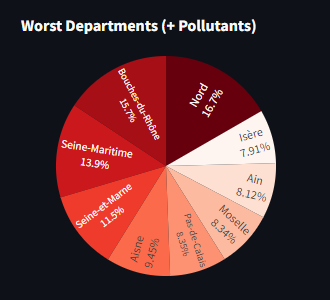 Worst Departments (+ Pollutants)
Nord
16.7%
Isère
7.91%
Ain
8.12%
Moselle
8.34%
Pas-de-Calais
8.35%
Aisne
9.45%
Seine-et-Marne
11.5%
Seine-Maritime
13.9%
Bouches-du-Rhône
15.7%